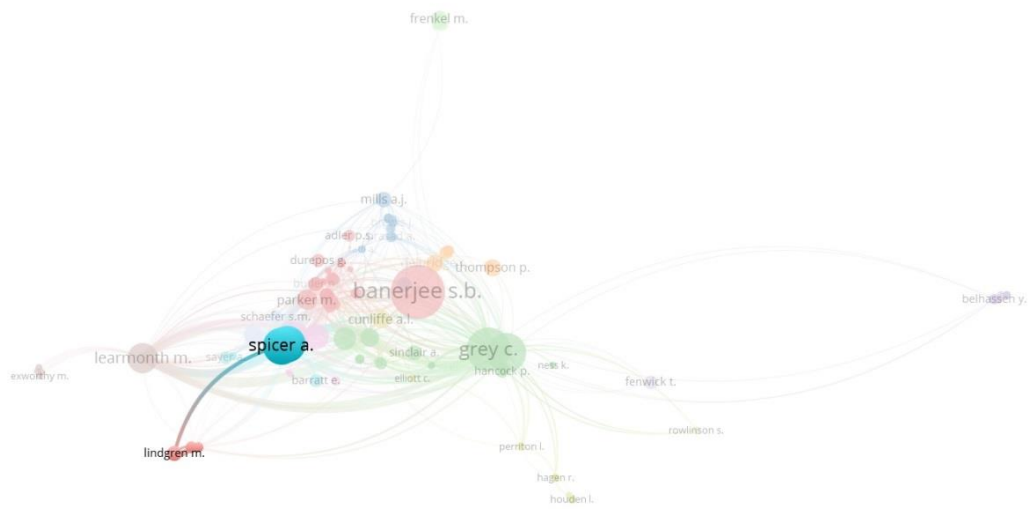 frenkel m.
mills a.j.
adler p.s.
durepos g.
thompson p.
banerjee s.b.
belhassen y.
parker m.
schaefer s.m.
cunliffe a.l.
spicer a.
grey c.
learmonth m.
sinclair a.
exworthy m.
hancock p.
ness k.
barratt e.
elliott c.
fenwick t.
rowlinson s.
perriton l.
lindgren m.
hagen r.
houden l.